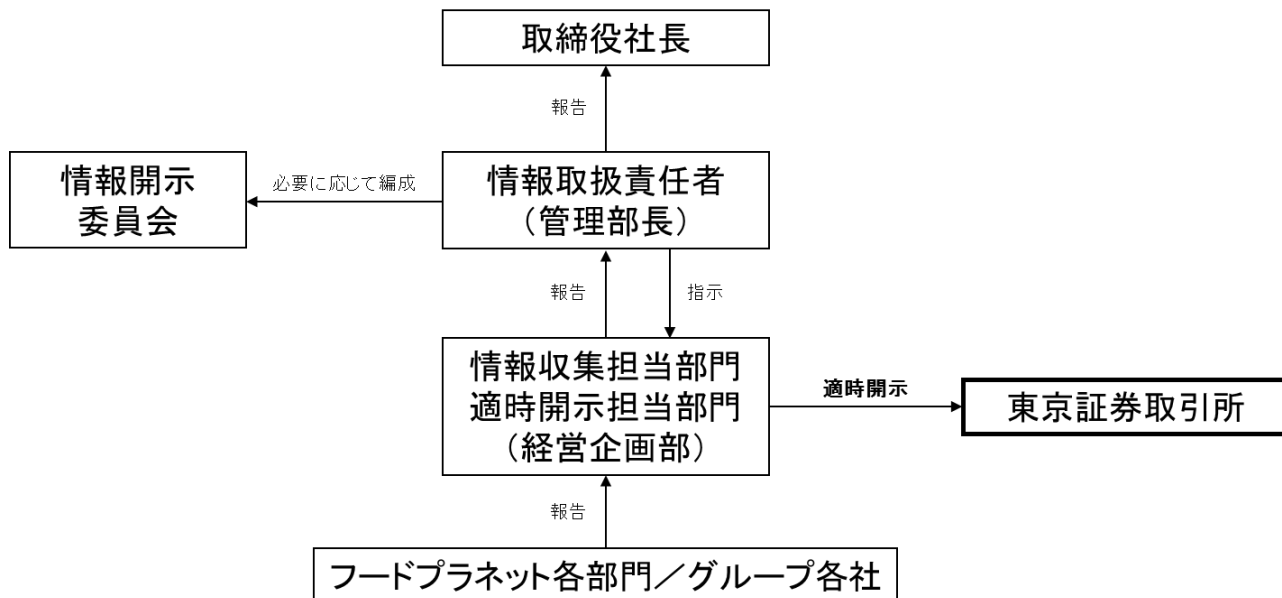 取締役社長
報告
情報開示
委員会
必要に応じて編成
情報取扱責任者
（管理部長）
報告
指示
情報収集担当部門
適時開示担当部門
（経営企画部）
適時開示
東京証券取引所
報告
フードプラネット各部門／グループ各社